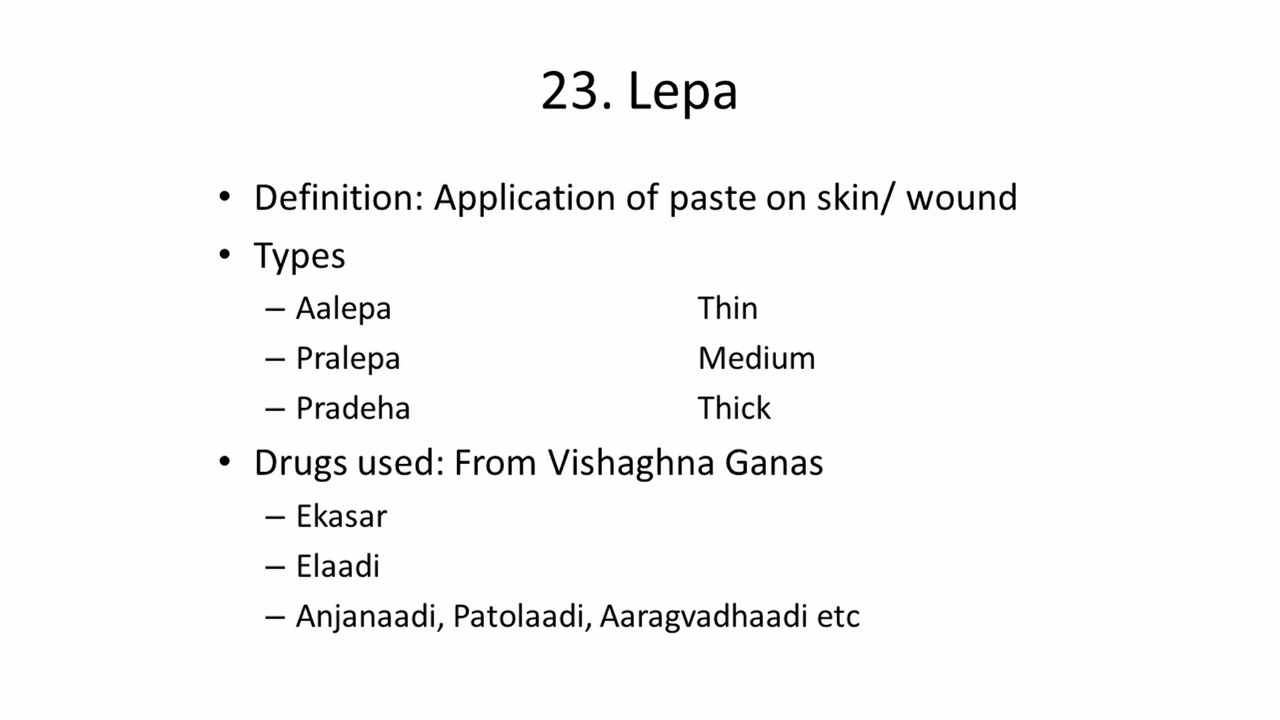 23. Lepa
• Definition: Application of paste on skin/ wound
• Types
– Aalepa Thin
– Pralepa Medium
– Pradeha Thick
• Drugs used: From Vishaghna Ganas
– Ekasar
– Elaadi
– Anjanaadi, Patolaadi, Aaragvadhaadi etc